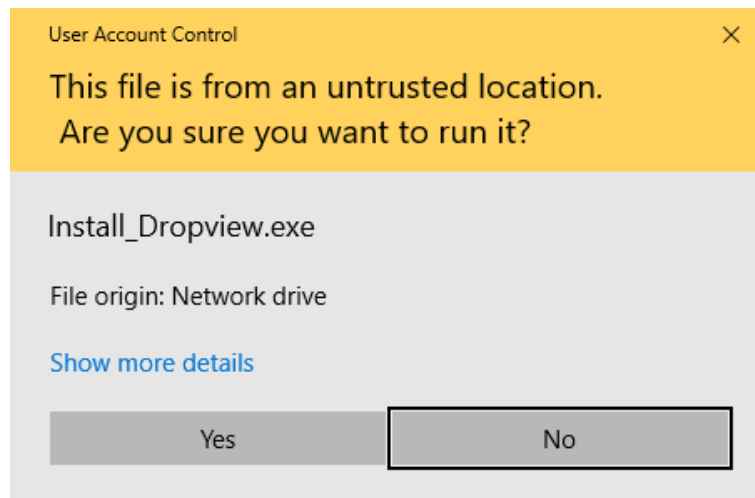 User Account Control
This file is from an untrusted location.
Are you sure you want to run it?
Install_Dropview.exe
File origin: Network drive
Show more details
Yes
No